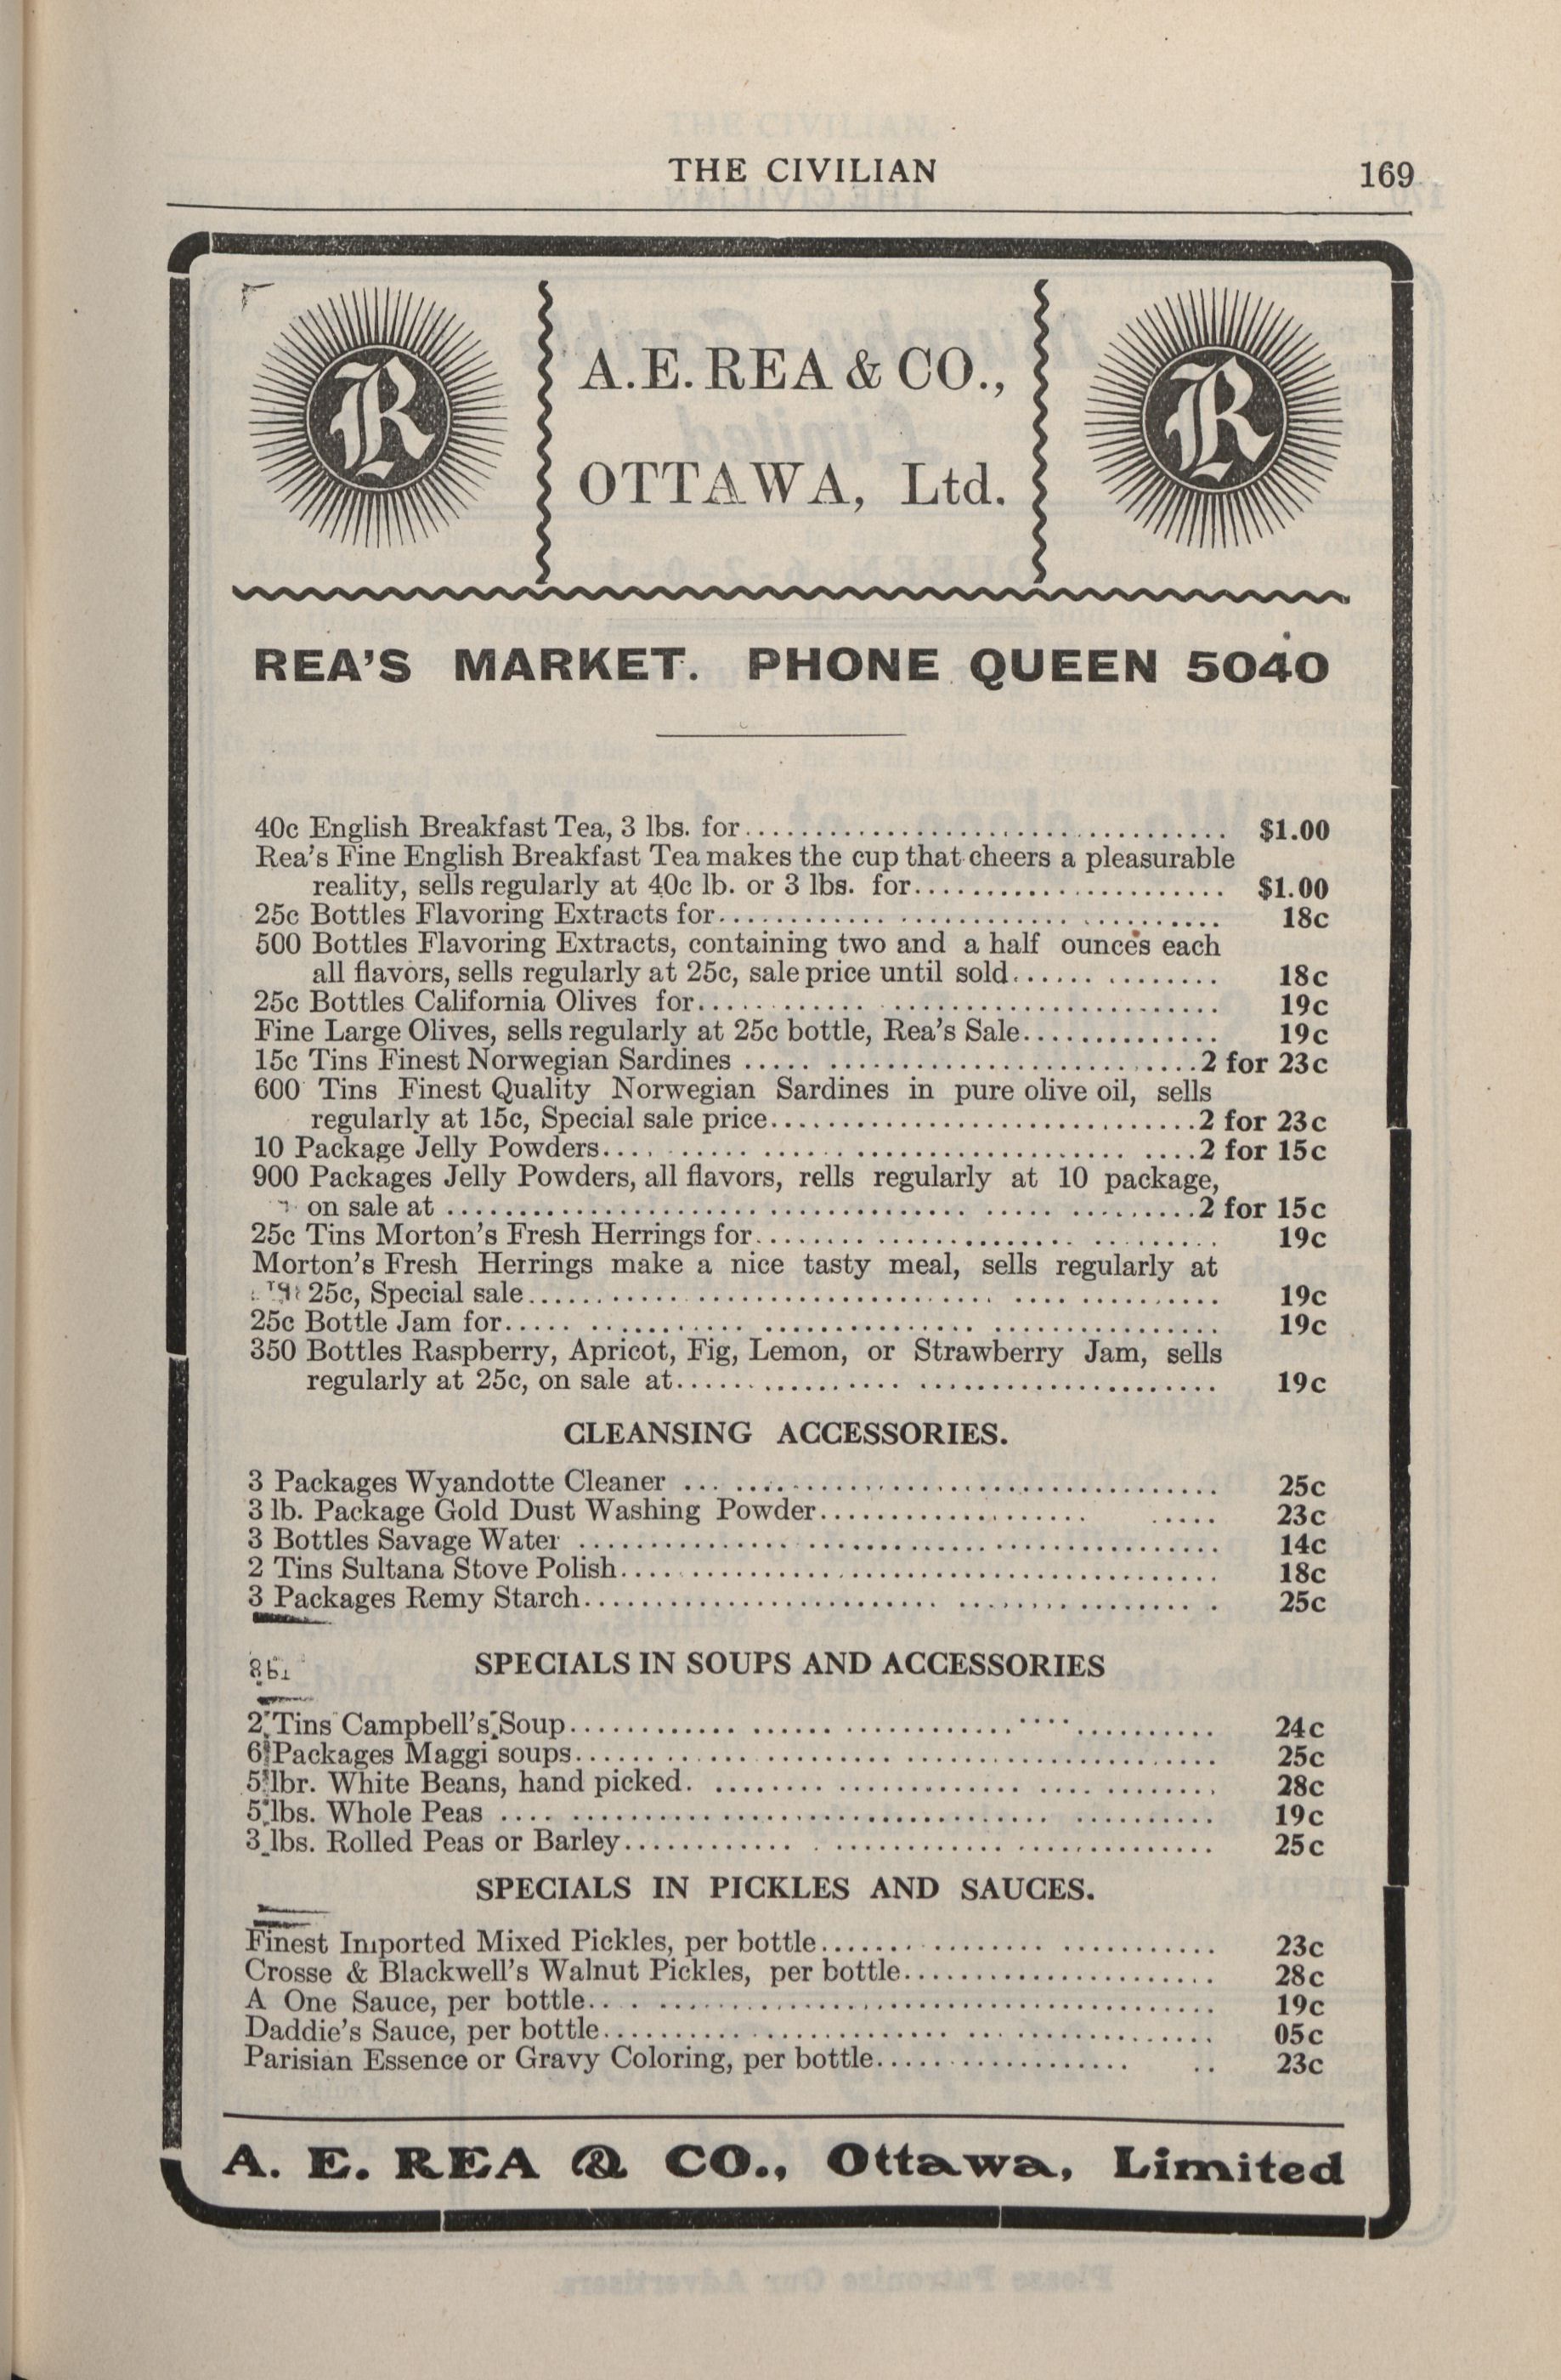 THE CIVILIAN 169
R
A. E. REA & CO.,
OTTAWA, Ltd.
R
REA'S MARKET. PHONE QUEEN 5040
40c English Breakfast Tea, 3 lbs. for........ $1.00
Rea's Fine English Breakfast Tea makes the cup that cheers a pleasurable
reality, sells regularly at 40c lb. or 3 lbs. for........ $1.00
25c Bottles Flavoring Extracts for........ 18c
500 Bottles Flavoring Extracts, containing two and a half ounces each
all flavors, sells regularly at 25c, sale price until sold........ 18c
25c Bottles California Olives for........ 19c
Fine Large Olives, sells regularly at 25c bottle, Rea's Sale........ 19c
15c Tins Finest Norwegian Sardines ........2 for 23c
600 Tins Finest Quality Norwegian Sardines in pure olive oil, sells
regularly at 15c, Special sale price........2 for 23c
10 Package Jelly Powders........2 for 15c
900 Packages Jelly Powders, all flavors, rells regularly at 10 package,
on sale at ........2 for 15c
25c Tins Morton's Fresh Herrings for........ 19c
Morton's Fresh Herrings make a nice tasty meal, sells regularly at
25c, Special sale........ 19c
25c Bottle Jam for........ 19c
350 Bottles Raspberry, Apricot, Fig, Lemon, or Strawberry Jam, sells
regularly at 25c, on sale at........ 19c
CLEANSING ACCESSORIES.
3 Packages Wyandotte Cleaner ........ 25c
3 lb. Package Gold Dust Washing Powder........ 23c
3 Bottles Savage Water ........ 14c
2 Tins Sultana Stove Polish........ 18c
3 Packages Remy Starch........ 25c
SPECIALS IN SOUPS AND ACCESSORIES
2 Tins Campbell's Soup........ 24c
6 Packages Maggi soups........ 25c
5 lbr. White Beans, hand picked. ........ 28c
5 lbs. Whole Peas ........ 19c
3 lbs. Rolled Peas or Barley........ 25c
SPECIALS IN PICKLES AND SAUCES.
Finest Imported Mixed Pickles, per bottle........ 23c
Crosse & Blackwell's Walnut Pickles, per bottle........ 28c
A One Sauce, per bottle........ 19c
Daddie's Sauce, per bottle........ 05c
Parisian Essence or Gravy Coloring, per bottle........ 23c
A. E. REA & CO., Ottawa, Limited